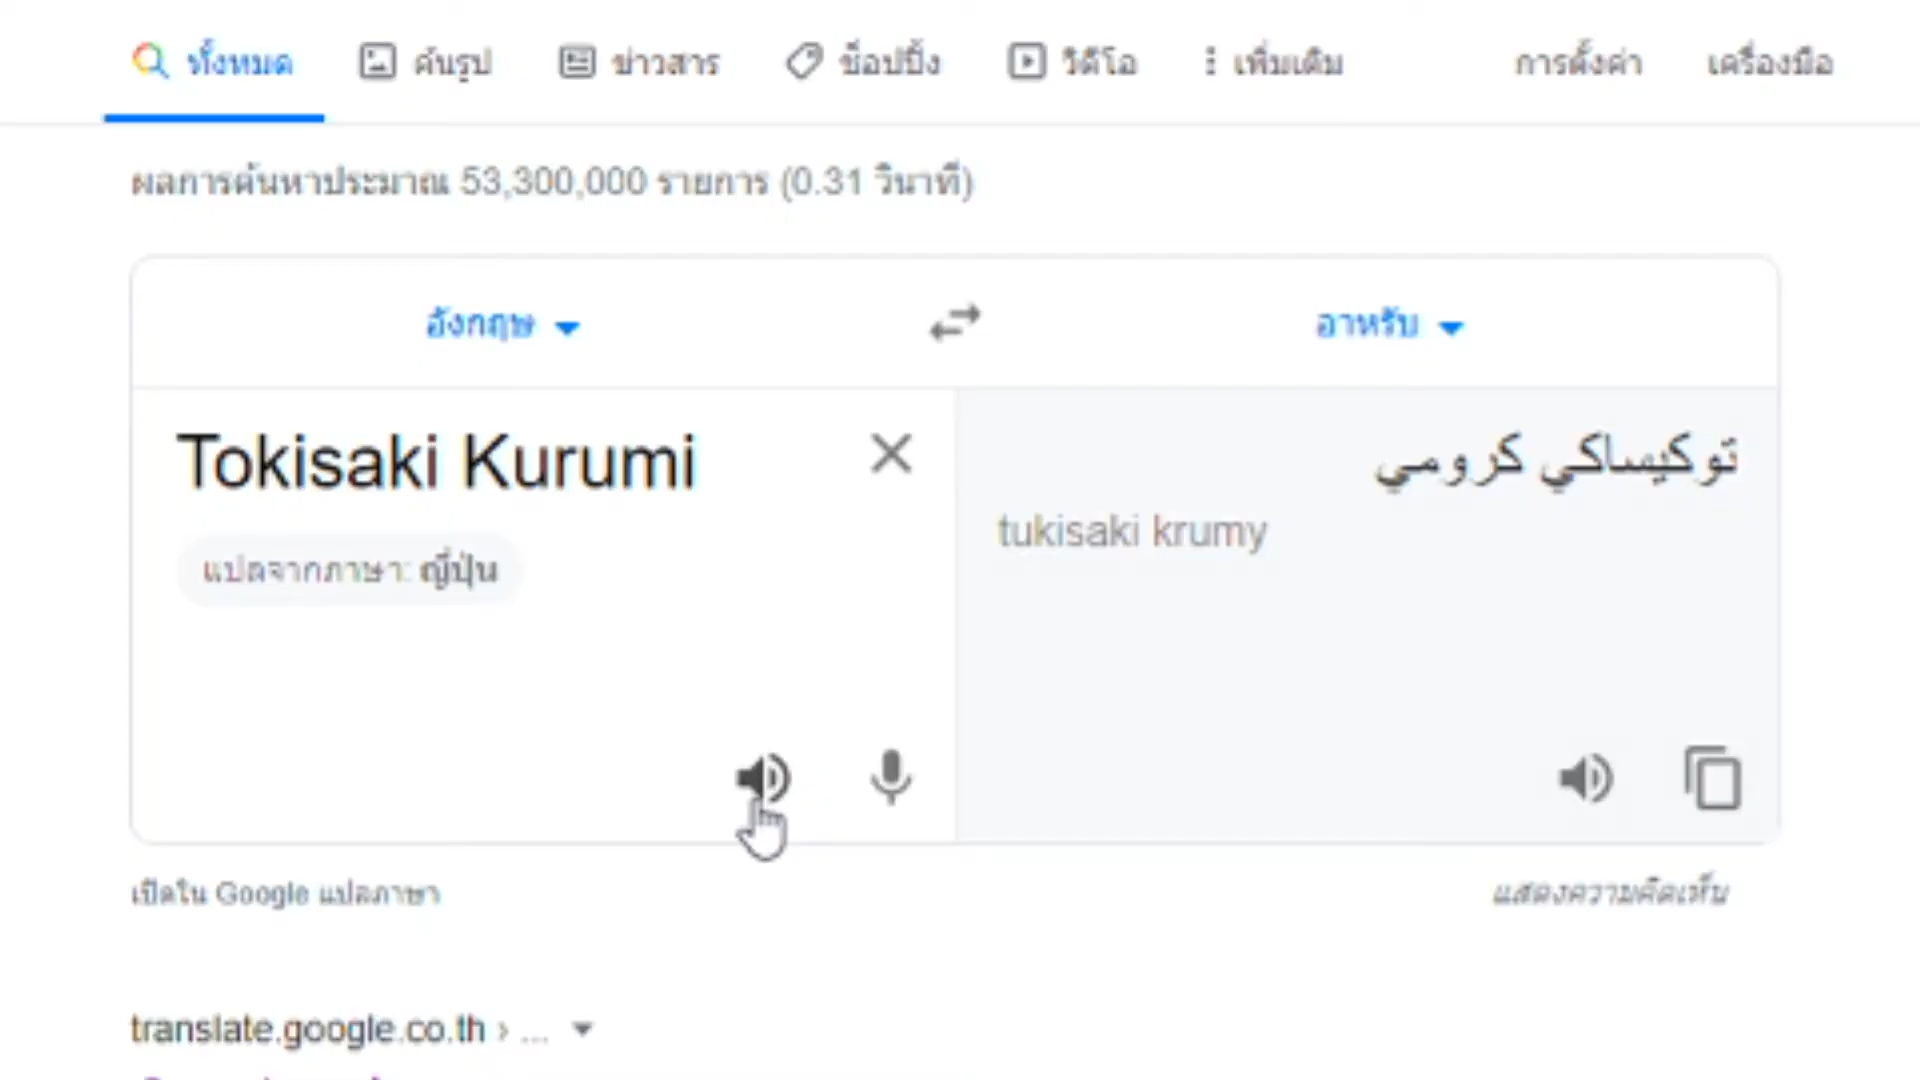 ทั้งหมด ค้นรูป ข่าวสาร ช็อปปิ้ง วิดีโอ เพิ่มเติม การตั้งค่า เครื่องมือ
ผลการค้นหาประมาณ 53,300,000 รายการ (0.31 วินาที)
อังกฤษ อาหรับ
Tokisaki Kurumi
توكيساكي كرومي
tukisaki krumy
แปลจากภาษา: ญี่ปุ่น
เปิดใน Google แปลภาษา
แสดงความคิดเห็น
translate.google.co.th › ...